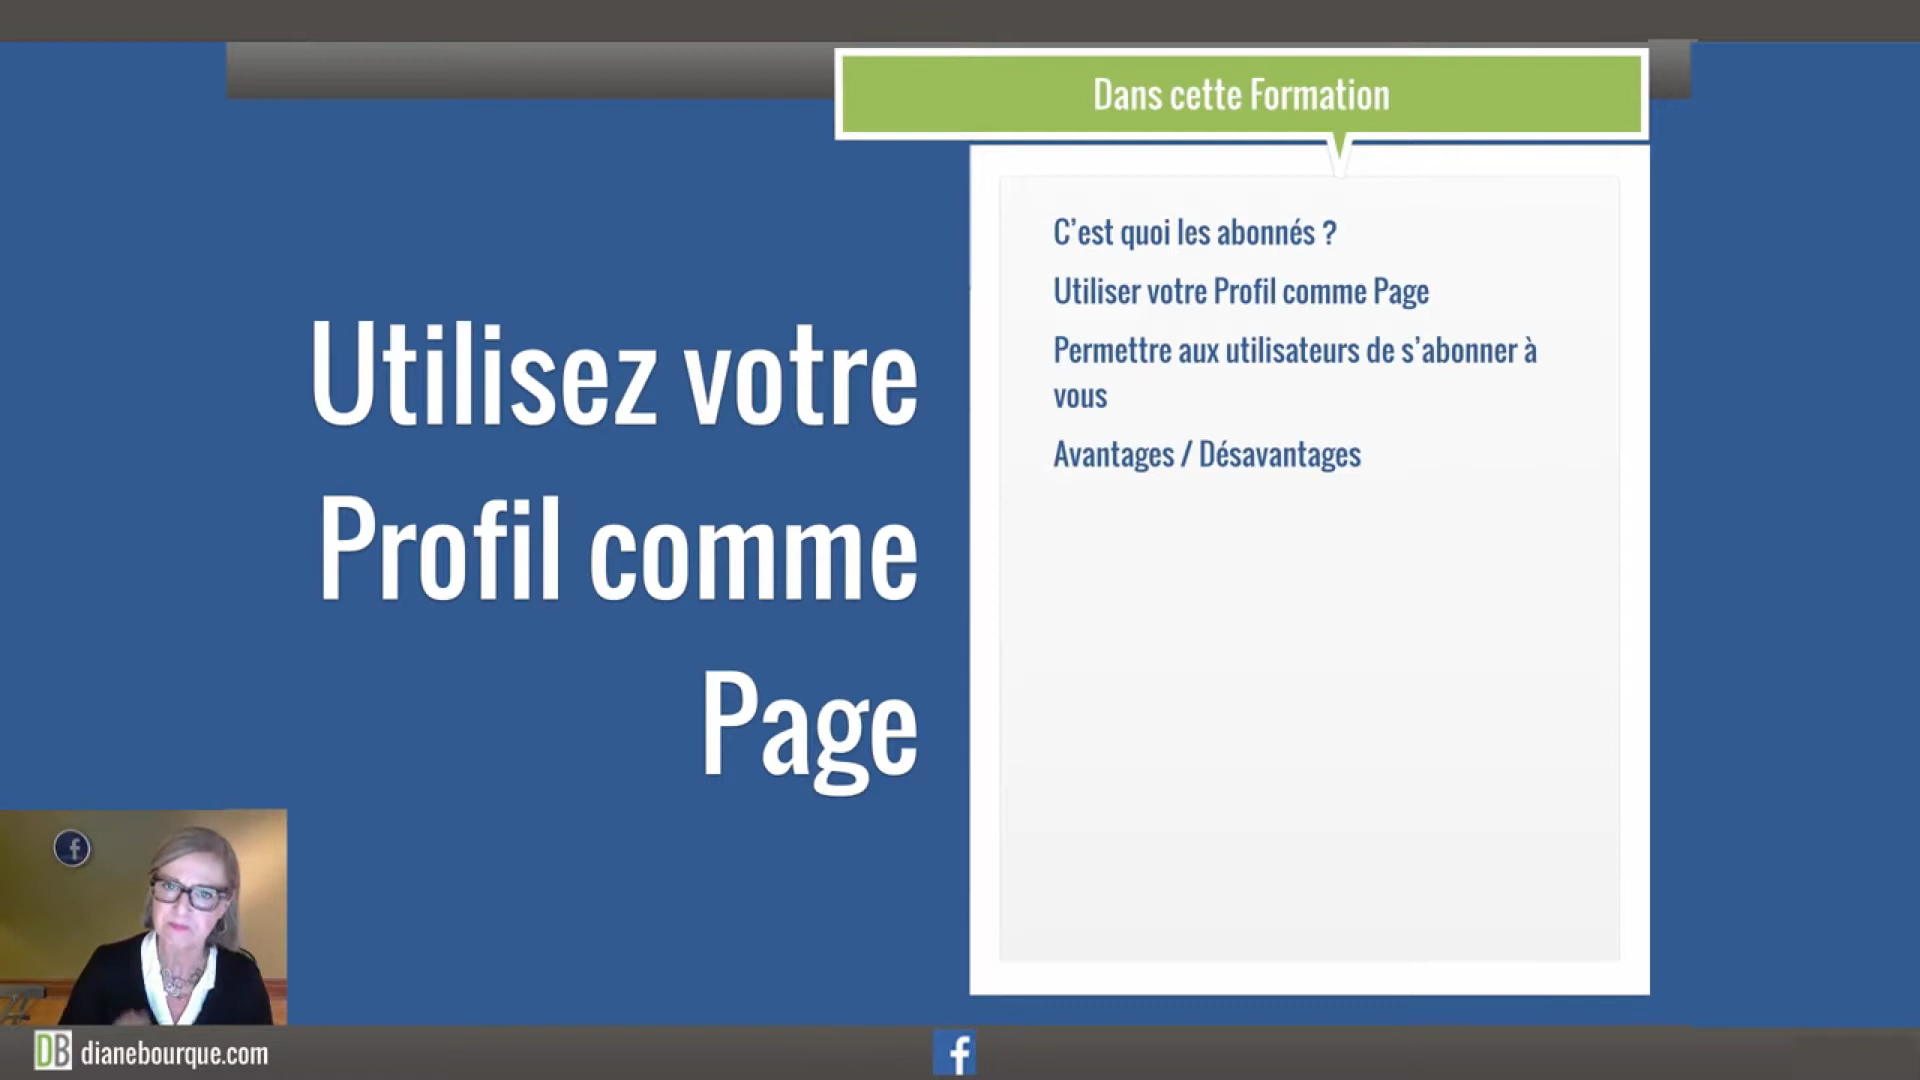 Dans cette Formation
Utilisez votre
Profil comme
Page
C'est quoi les abonnés ?
Utiliser votre Profil comme Page
Permettre aux utilisateurs de s'abonner à
vous
Avantages / Désavantages
DB dianebourque.com